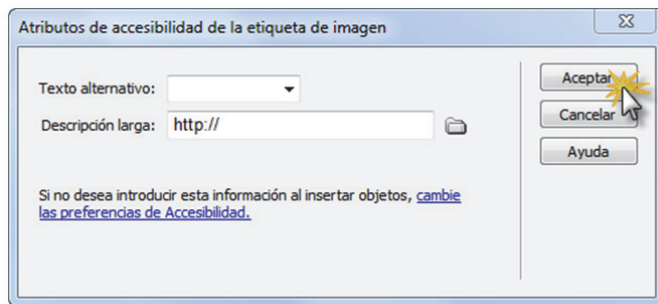 Atributos de accesibilidad de la etiqueta de imagen
Texto alternativo:
Aceptar
Descripción larga: http://
Cancelar
Ayuda
Si no desea introducir esta información al insertar objetos, cambie
las preferencias de Accesibilidad.